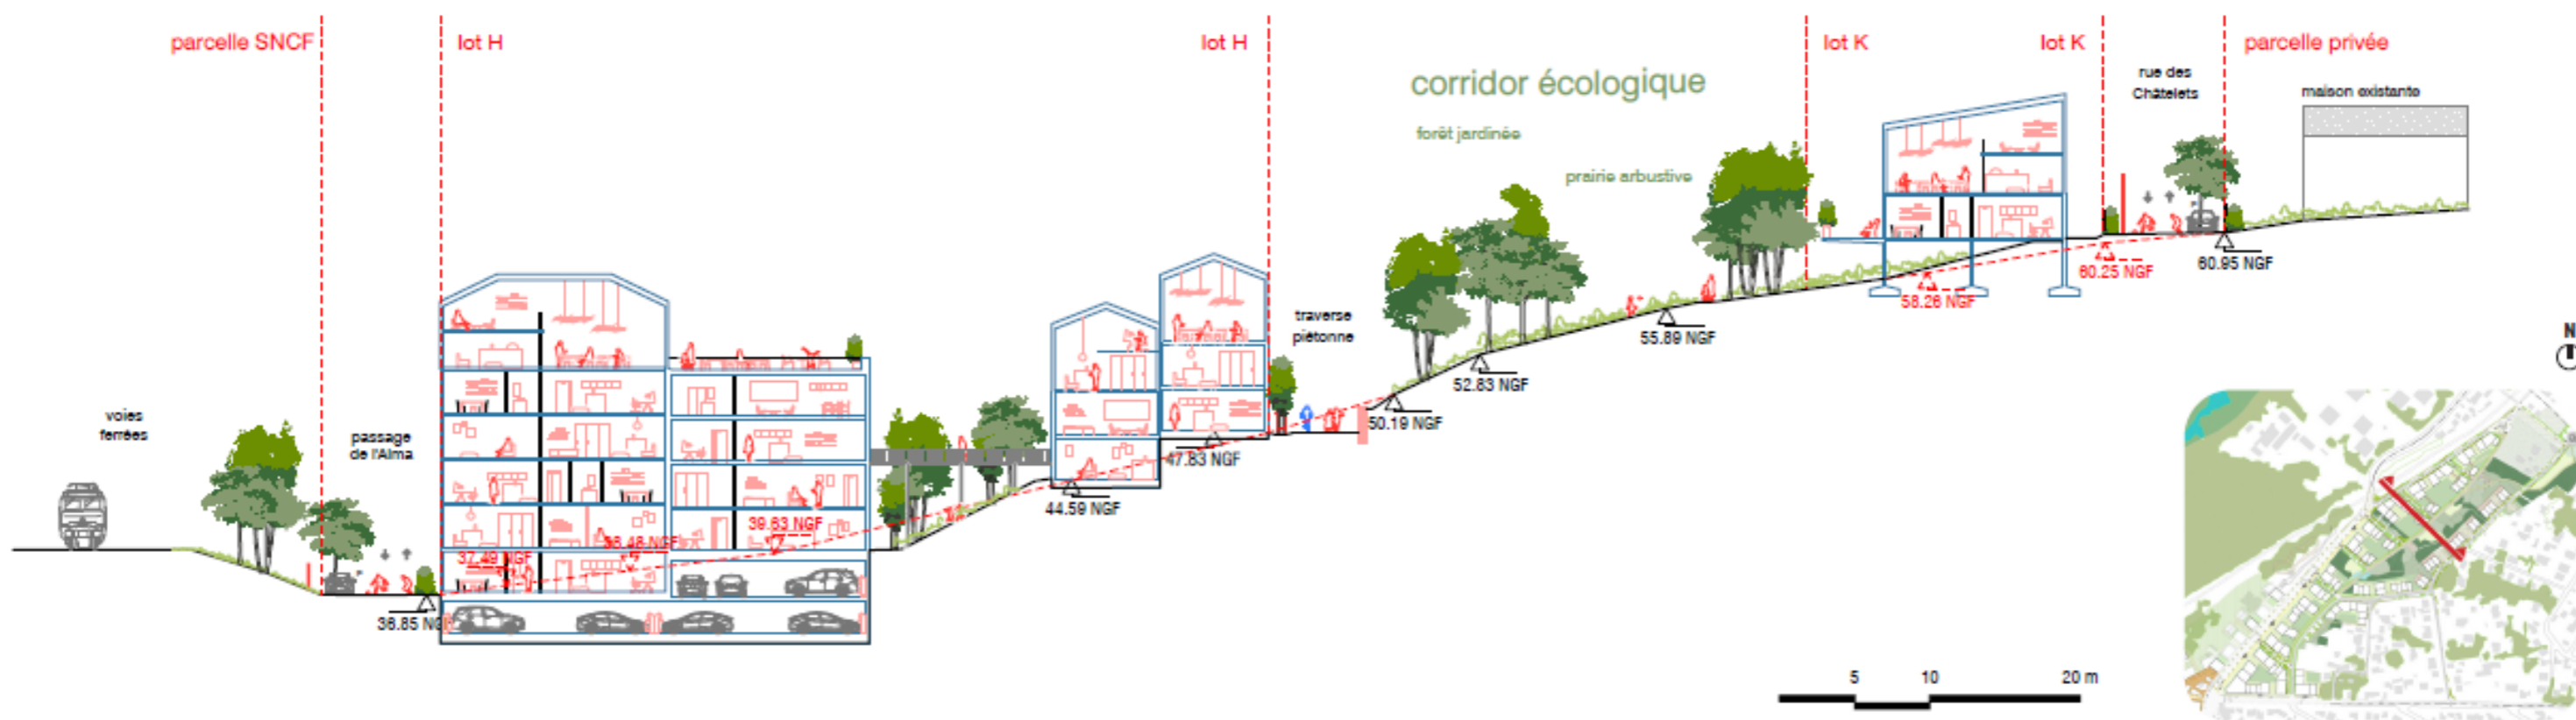 parcelle SNCF
lot H
lot H
lot K
lot K
parcelle privée
corridor écologique
forêt jardinée
prairie arbustive
rue des
Châtelets
maison existante
voies
ferrées
passage
de l'Alma
traverse
piétonne
36.85
37.49 NGF
38.48 NGF
39.63 NGF
44.59 NGF
47.83 NGF
50.19 NGF
52.83 NGF
55.89 NGF
58.26 NGF
60.25 NGF
60.95 NGF
5 10 20 m
N